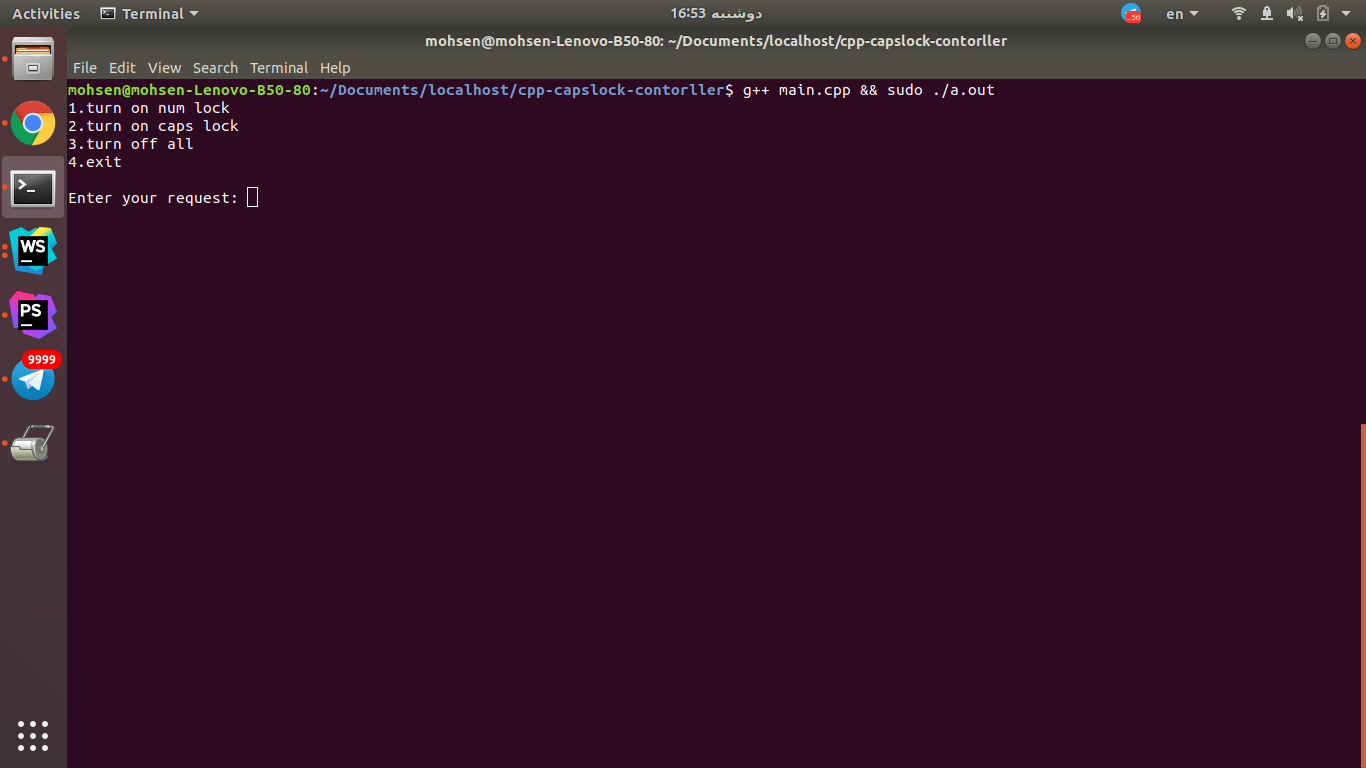 Activities
Terminal
دوشنبه 16:53
en
mohsen@mohsen-Lenovo-B50-80: ~/Documents/localhost/cpp-capslock-contorller
File Edit View Search Terminal Help
mohsen@mohsen-Lenovo-B50-80:~/Documents/localhost/cpp-capslock-contorller$ g++ main.cpp && sudo ./a.out
1.turn on num lock
2.turn on caps lock
3.turn off all
4.exit
Enter your request:
WS
PS
9999